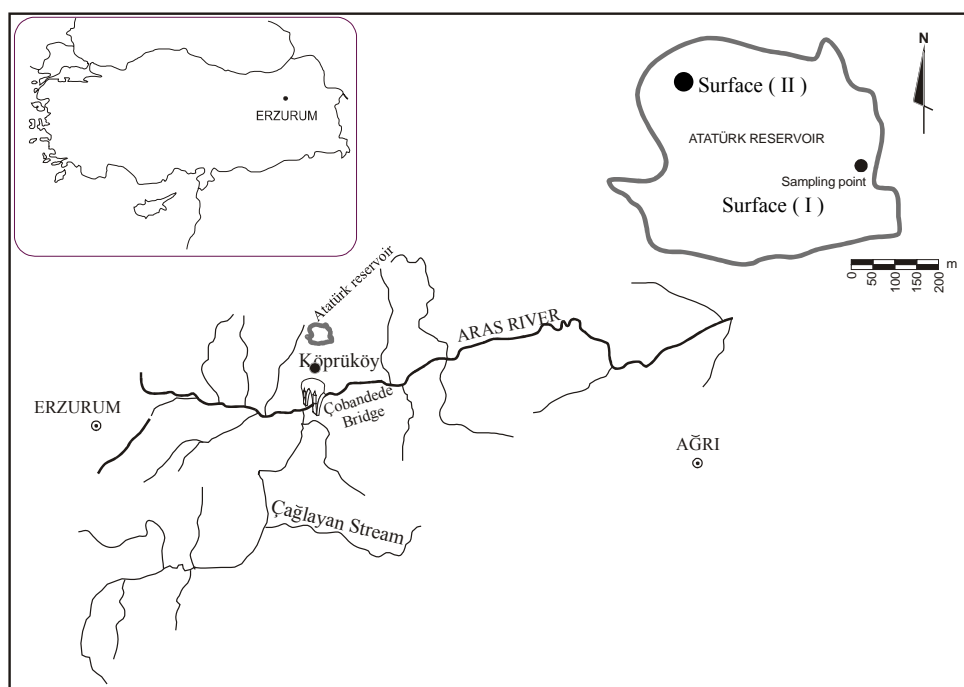 ERZURUM
N
Surface ( II )
ATATÜRK RESERVOIR
Sampling point
Surface ( I )
m
0
50
100
150
200
Atatürk reservoir
ARAS RIVER
Köprüköy
Çobandede
Bridge
ERZURUM
AĞRI
Çağlayan Stream